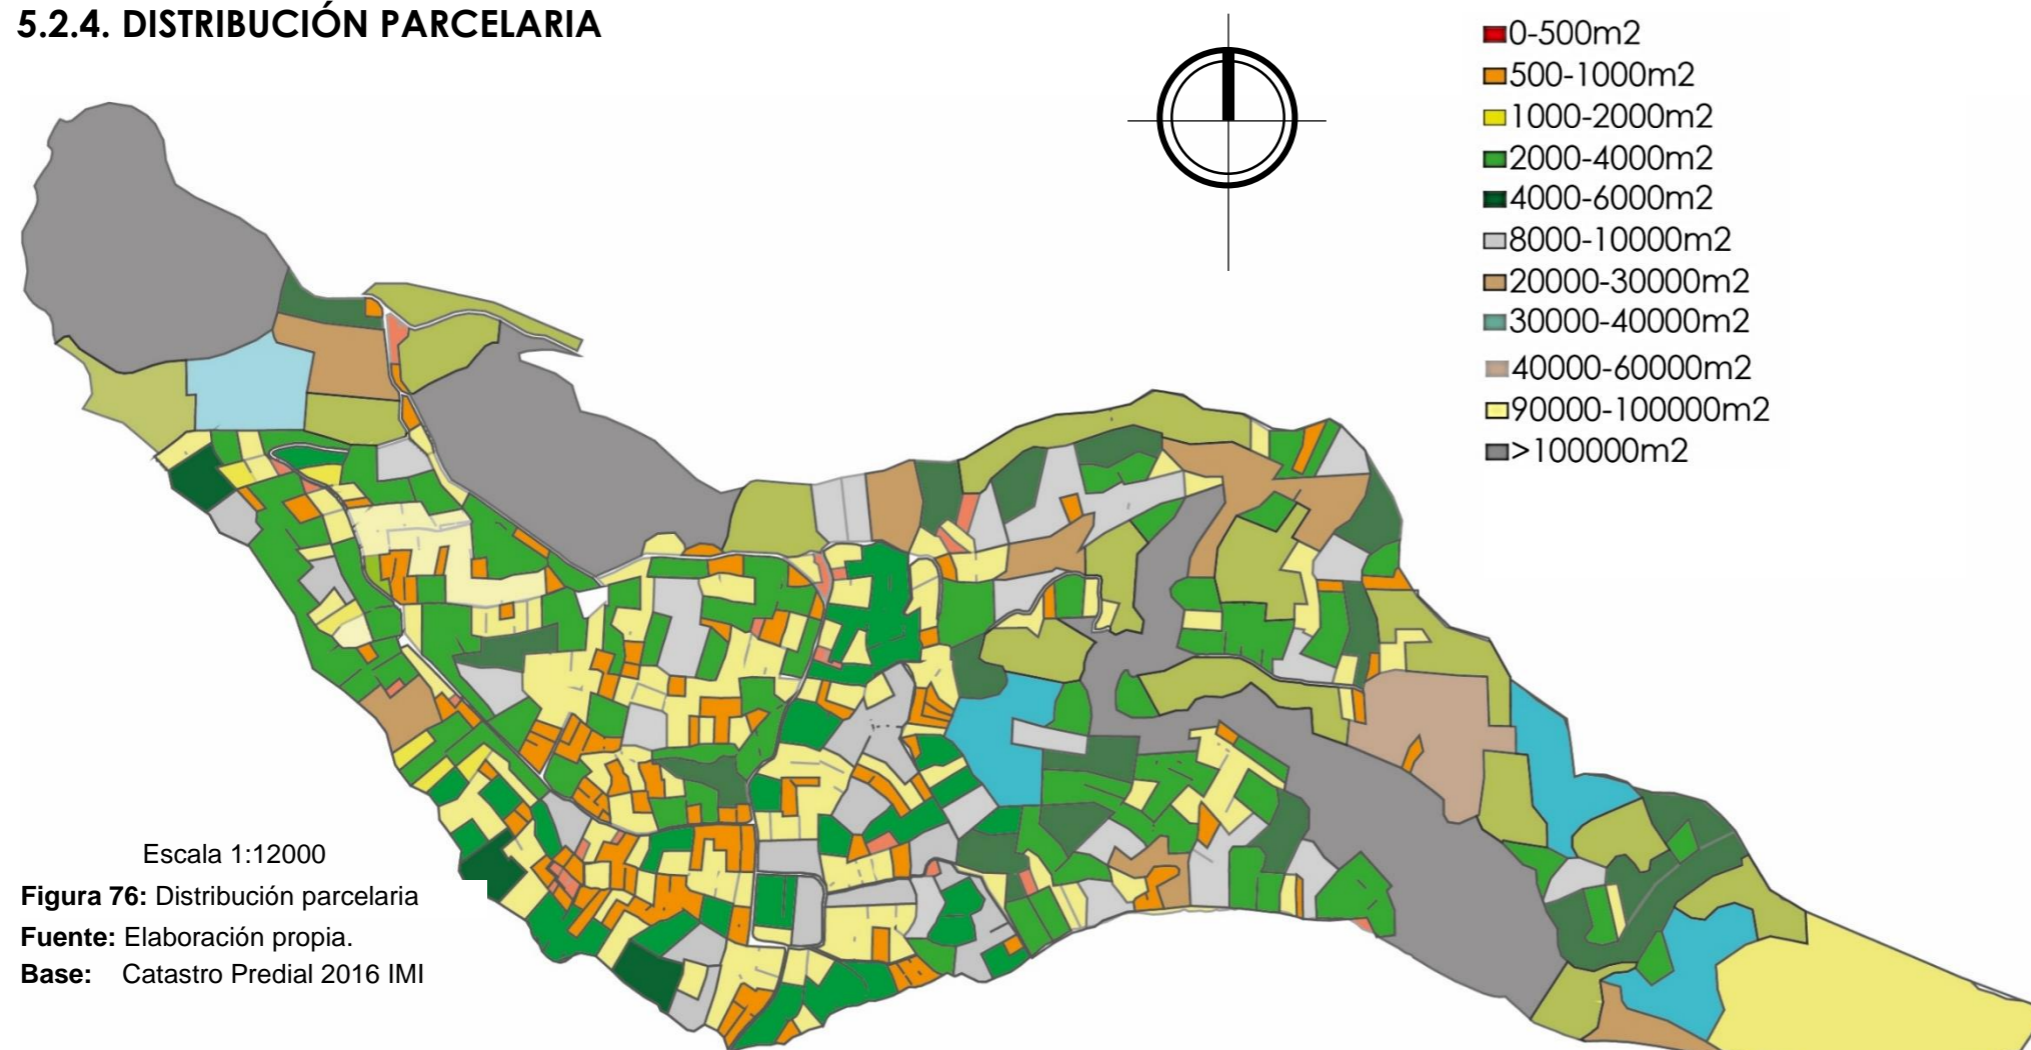 5.2.4. DISTRIBUCIÓN PARCELARIA
0-500m2
500-1000m2
1000-2000m2
2000-4000m2
4000-6000m2
8000-10000m2
20000-30000m2
30000-40000m2
40000-60000m2
90000-100000m2
>100000m2
Escala 1:12000
Figura 76: Distribución parcelaria
Fuente: Elaboración propia.
Base: Catastro Predial 2016 IMI